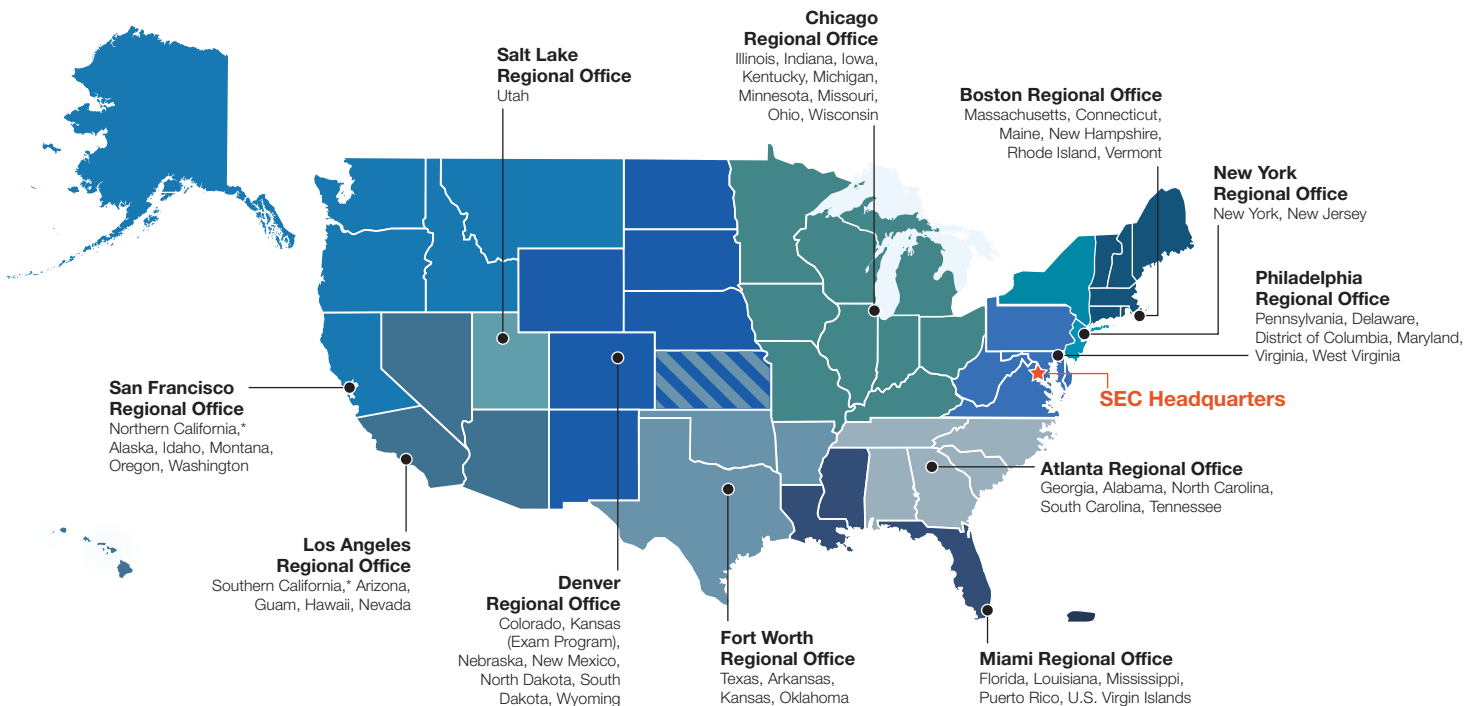 Chicago
Regional Office
Illinois, Indiana, Iowa,
Kentucky, Michigan,
Minnesota, Missouri,
Ohio, Wisconsin
Salt Lake
Regional Office
Utah
Boston Regional Office
Massachusetts, Connecticut,
Maine, New Hampshire,
Rhode Island, Vermont
New York
Regional Office
New York, New Jersey
Philadelphia
Regional Office
Pennsylvania, Delaware,
District of Columbia, Maryland,
Virginia, West Virginia
SEC Headquarters
San Francisco
Regional Office
Northern California,*
Alaska, Idaho, Montana,
Oregon, Washington
Atlanta Regional Office
Georgia, Alabama, North Carolina,
South Carolina, Tennessee
Los Angeles
Regional Office
Southern California,* Arizona,
Guam, Hawaii, Nevada
Denver
Regional Office
Colorado, Kansas
(Exam Program),
Nebraska, New Mexico,
North Dakota, South
Dakota, Wyoming
Fort Worth
Regional Office
Texas, Arkansas,
Kansas, Oklahoma
Miami Regional Office
Florida, Louisiana, Mississippi,
Puerto Rico, U.S. Virgin Islands